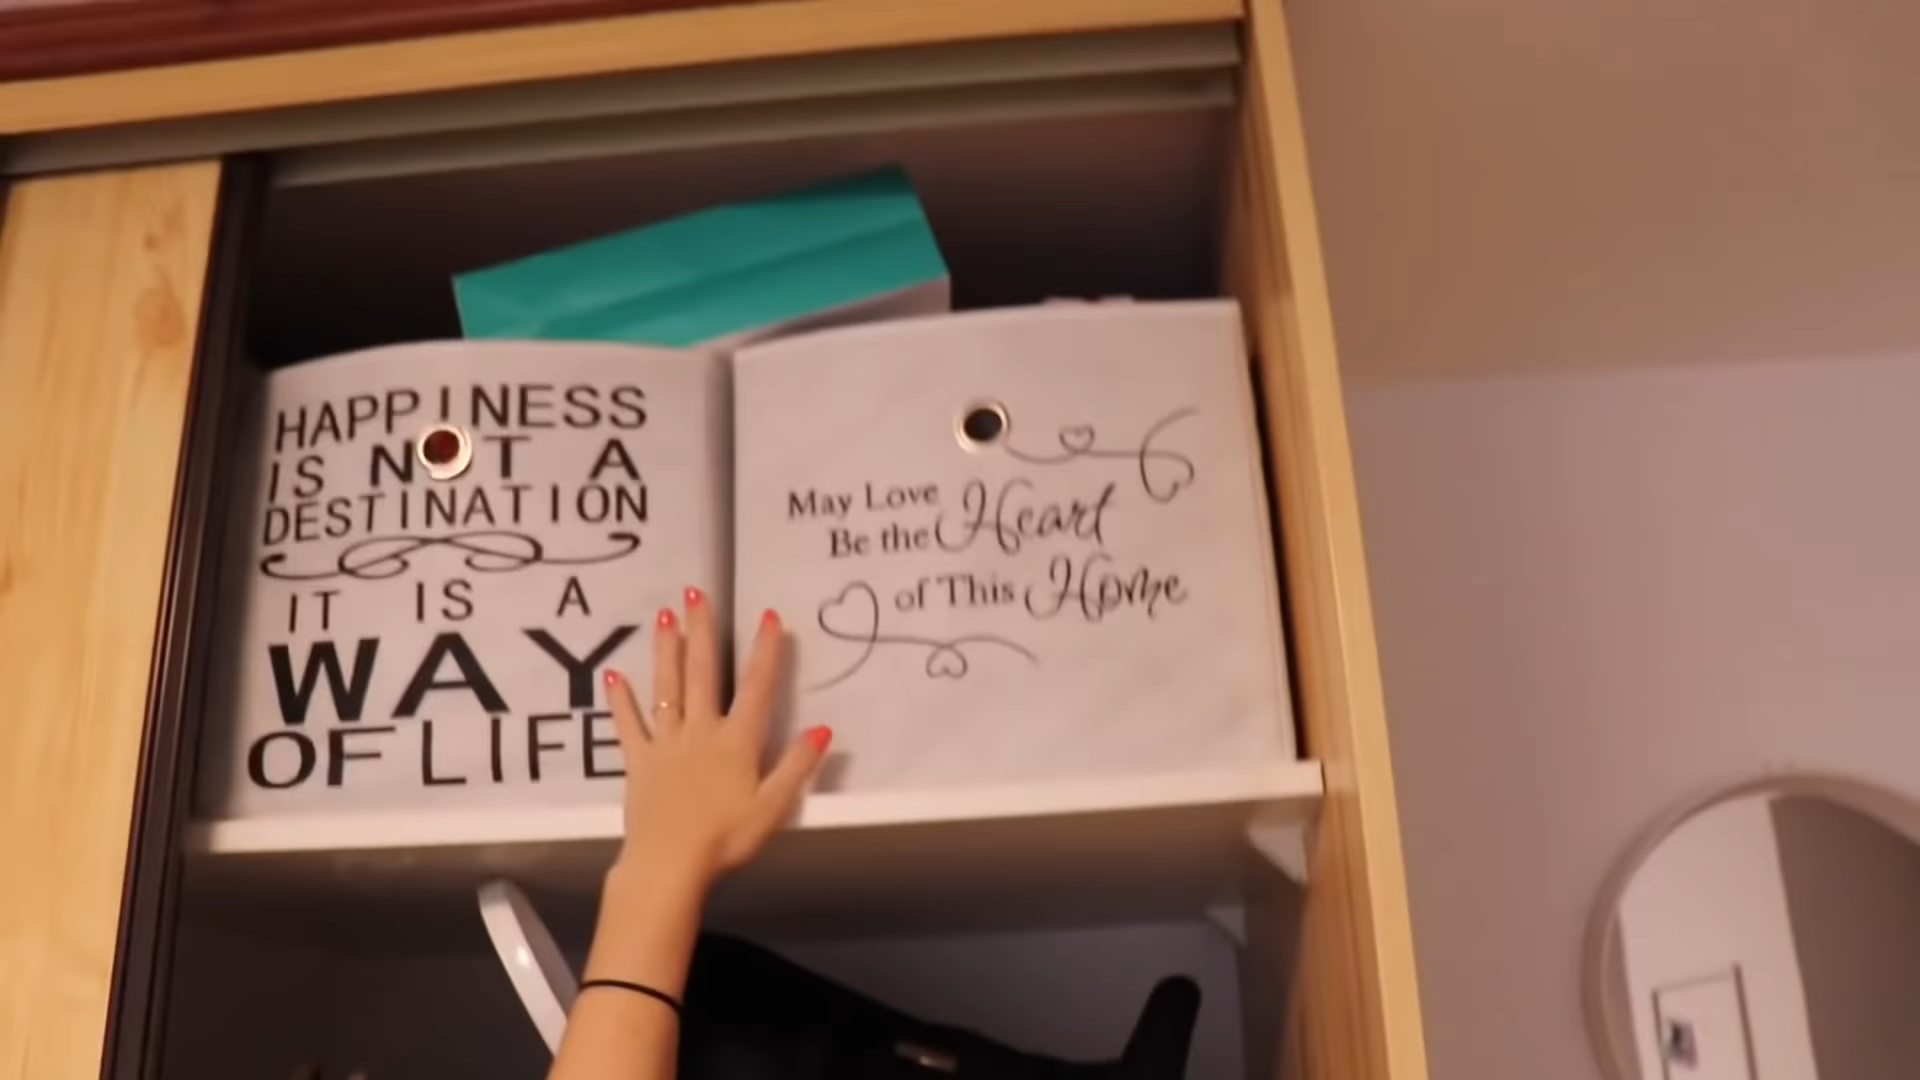 HAPPINESS
IS NOT A
DESTINATION
IT IS A
WAY
OF LIFE
May Love
Be the Heart
of This Home